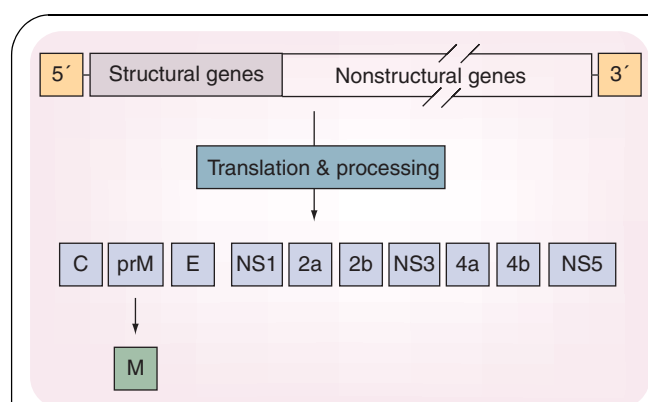 5´ Structural genes Nonstructural genes 3´
Translation & processing
C prM E NS1 2a 2b NS3 4a 4b NS5
M